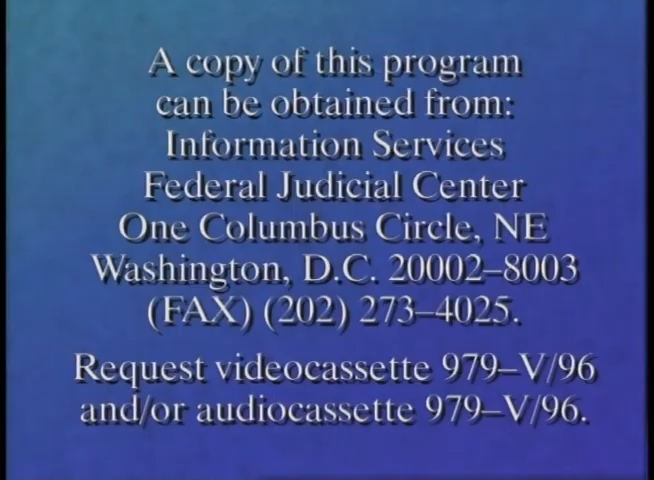 A copy of this program
can be obtained from:
Information Services
Federal Judicial Center
One Columbus Circle, NE
Washington, D.C. 20002–8003
(FAX) (202) 273–4025.
Request videocassette 979–V/96
and/or audiocassette 979–V/96.